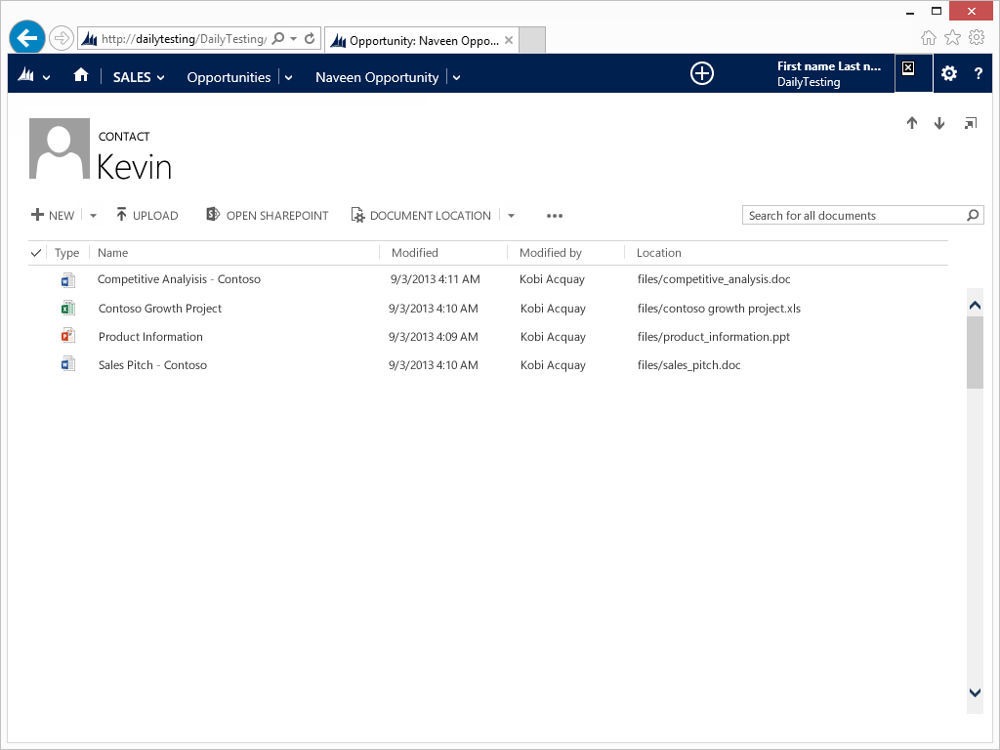 http://dailytesting/DailyTesting/
Opportunity: Naveen Oppo...
SALES
Opportunities
Naveen Opportunity
First name Last n...
DailyTesting
?
CONTACT
Kevin
NEW
UPLOAD
OPEN SHAREPOINT
DOCUMENT LOCATION
Search for all documents
Type Name Modified Modified by Location
Competitive Analyisis - Contoso 9/3/2013 4:11 AM Kobi Acquay files/competitive_analysis.doc
Contoso Growth Project 9/3/2013 4:10 AM Kobi Acquay files/contoso growth project.xls
Product Information 9/3/2013 4:09 AM Kobi Acquay files/product_information.ppt
Sales Pitch - Contoso 9/3/2013 4:10 AM Kobi Acquay files/sales_pitch.doc